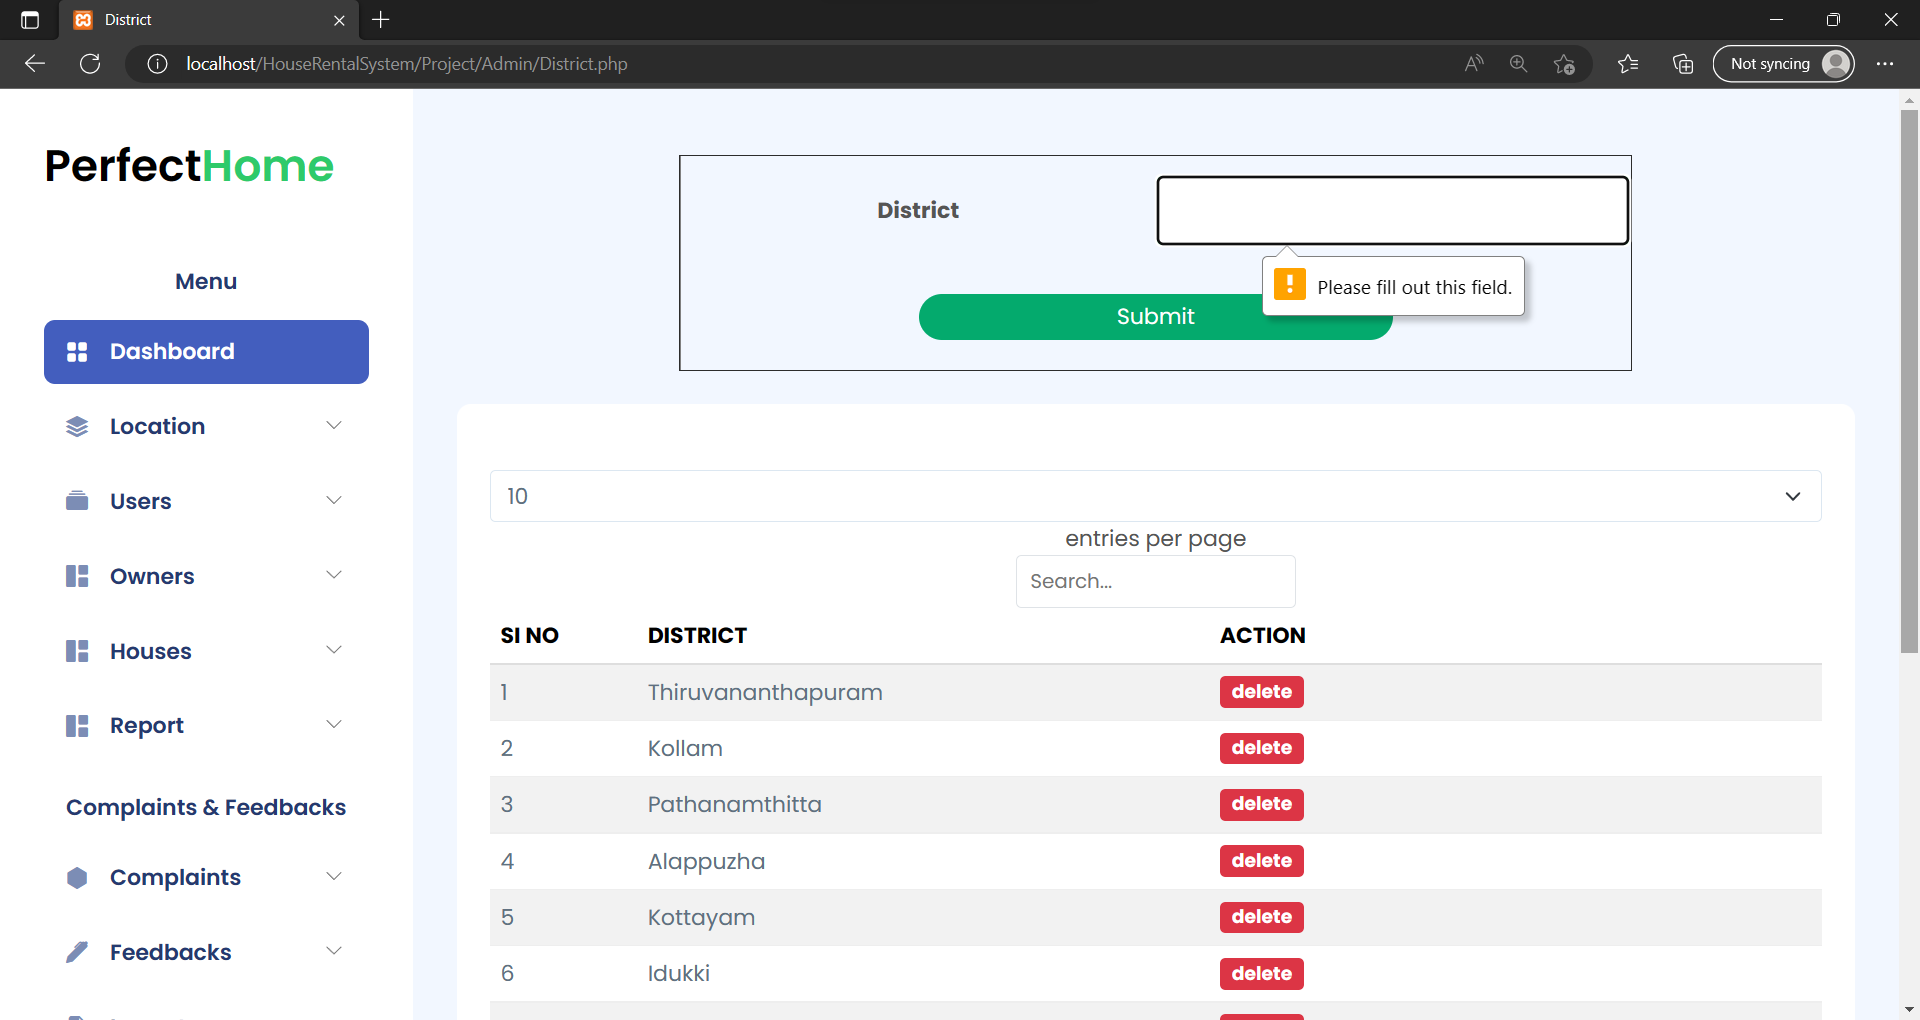 District
localhost/HouseRentalSystem/Project/Admin/District.php
Not syncing
PerfectHome
Menu
Dashboard
Location
Users
Owners
Houses
Report
Complaints & Feedbacks
Complaints
Feedbacks
District
Please fill out this field.
Submit
10
entries per page
Search...
SI NO DISTRICT ACTION
1 Thiruvananthapuram delete
2 Kollam delete
3 Pathanamthitta delete
4 Alappuzha delete
5 Kottayam delete
6 Idukki delete